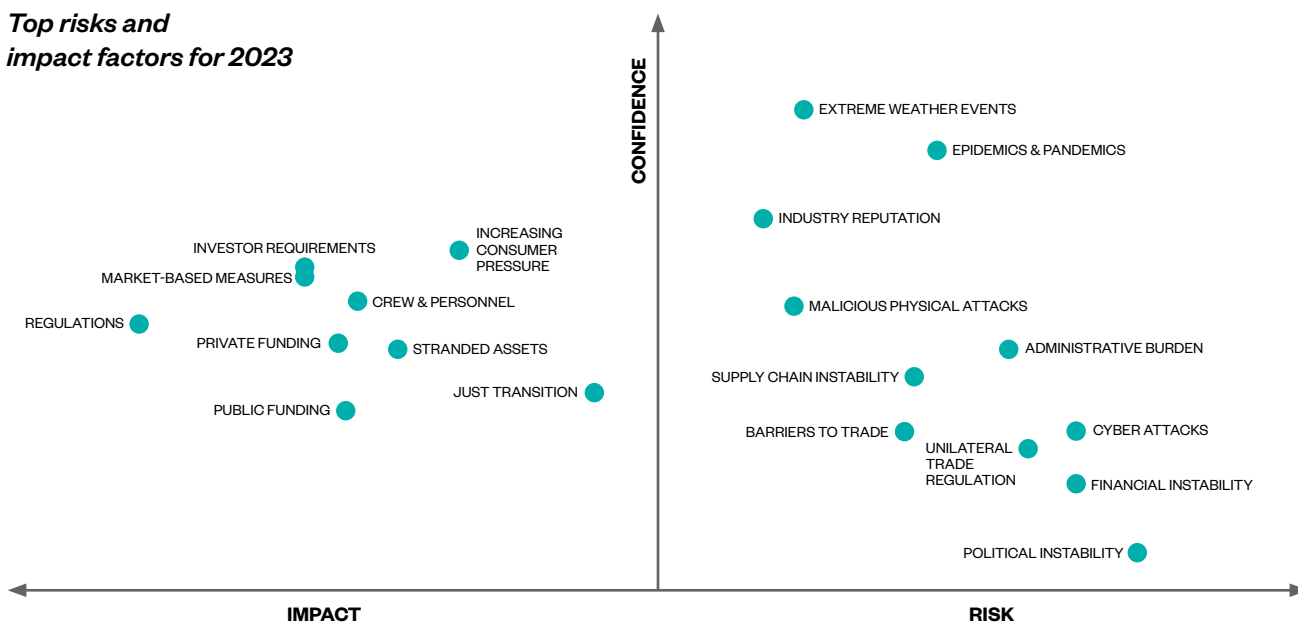 Top risks and
impact factors for 2023
CONFIDENCE
EXTREME WEATHER EVENTS
EPIDEMICS & PANDEMICS
INDUSTRY REPUTATION
INCREASING
CONSUMER
PRESSURE
INVESTOR REQUIREMENTS
MARKET-BASED MEASURES
CREW & PERSONNEL
REGULATIONS
PRIVATE FUNDING
STRANDED ASSETS
JUST TRANSITION
PUBLIC FUNDING
MALICIOUS PHYSICAL ATTACKS
ADMINISTRATIVE BURDEN
SUPPLY CHAIN INSTABILITY
BARRIERS TO TRADE
CYBER ATTACKS
UNILATERAL
TRADE
REGULATION
FINANCIAL INSTABILITY
POLITICAL INSTABILITY
IMPACT
RISK